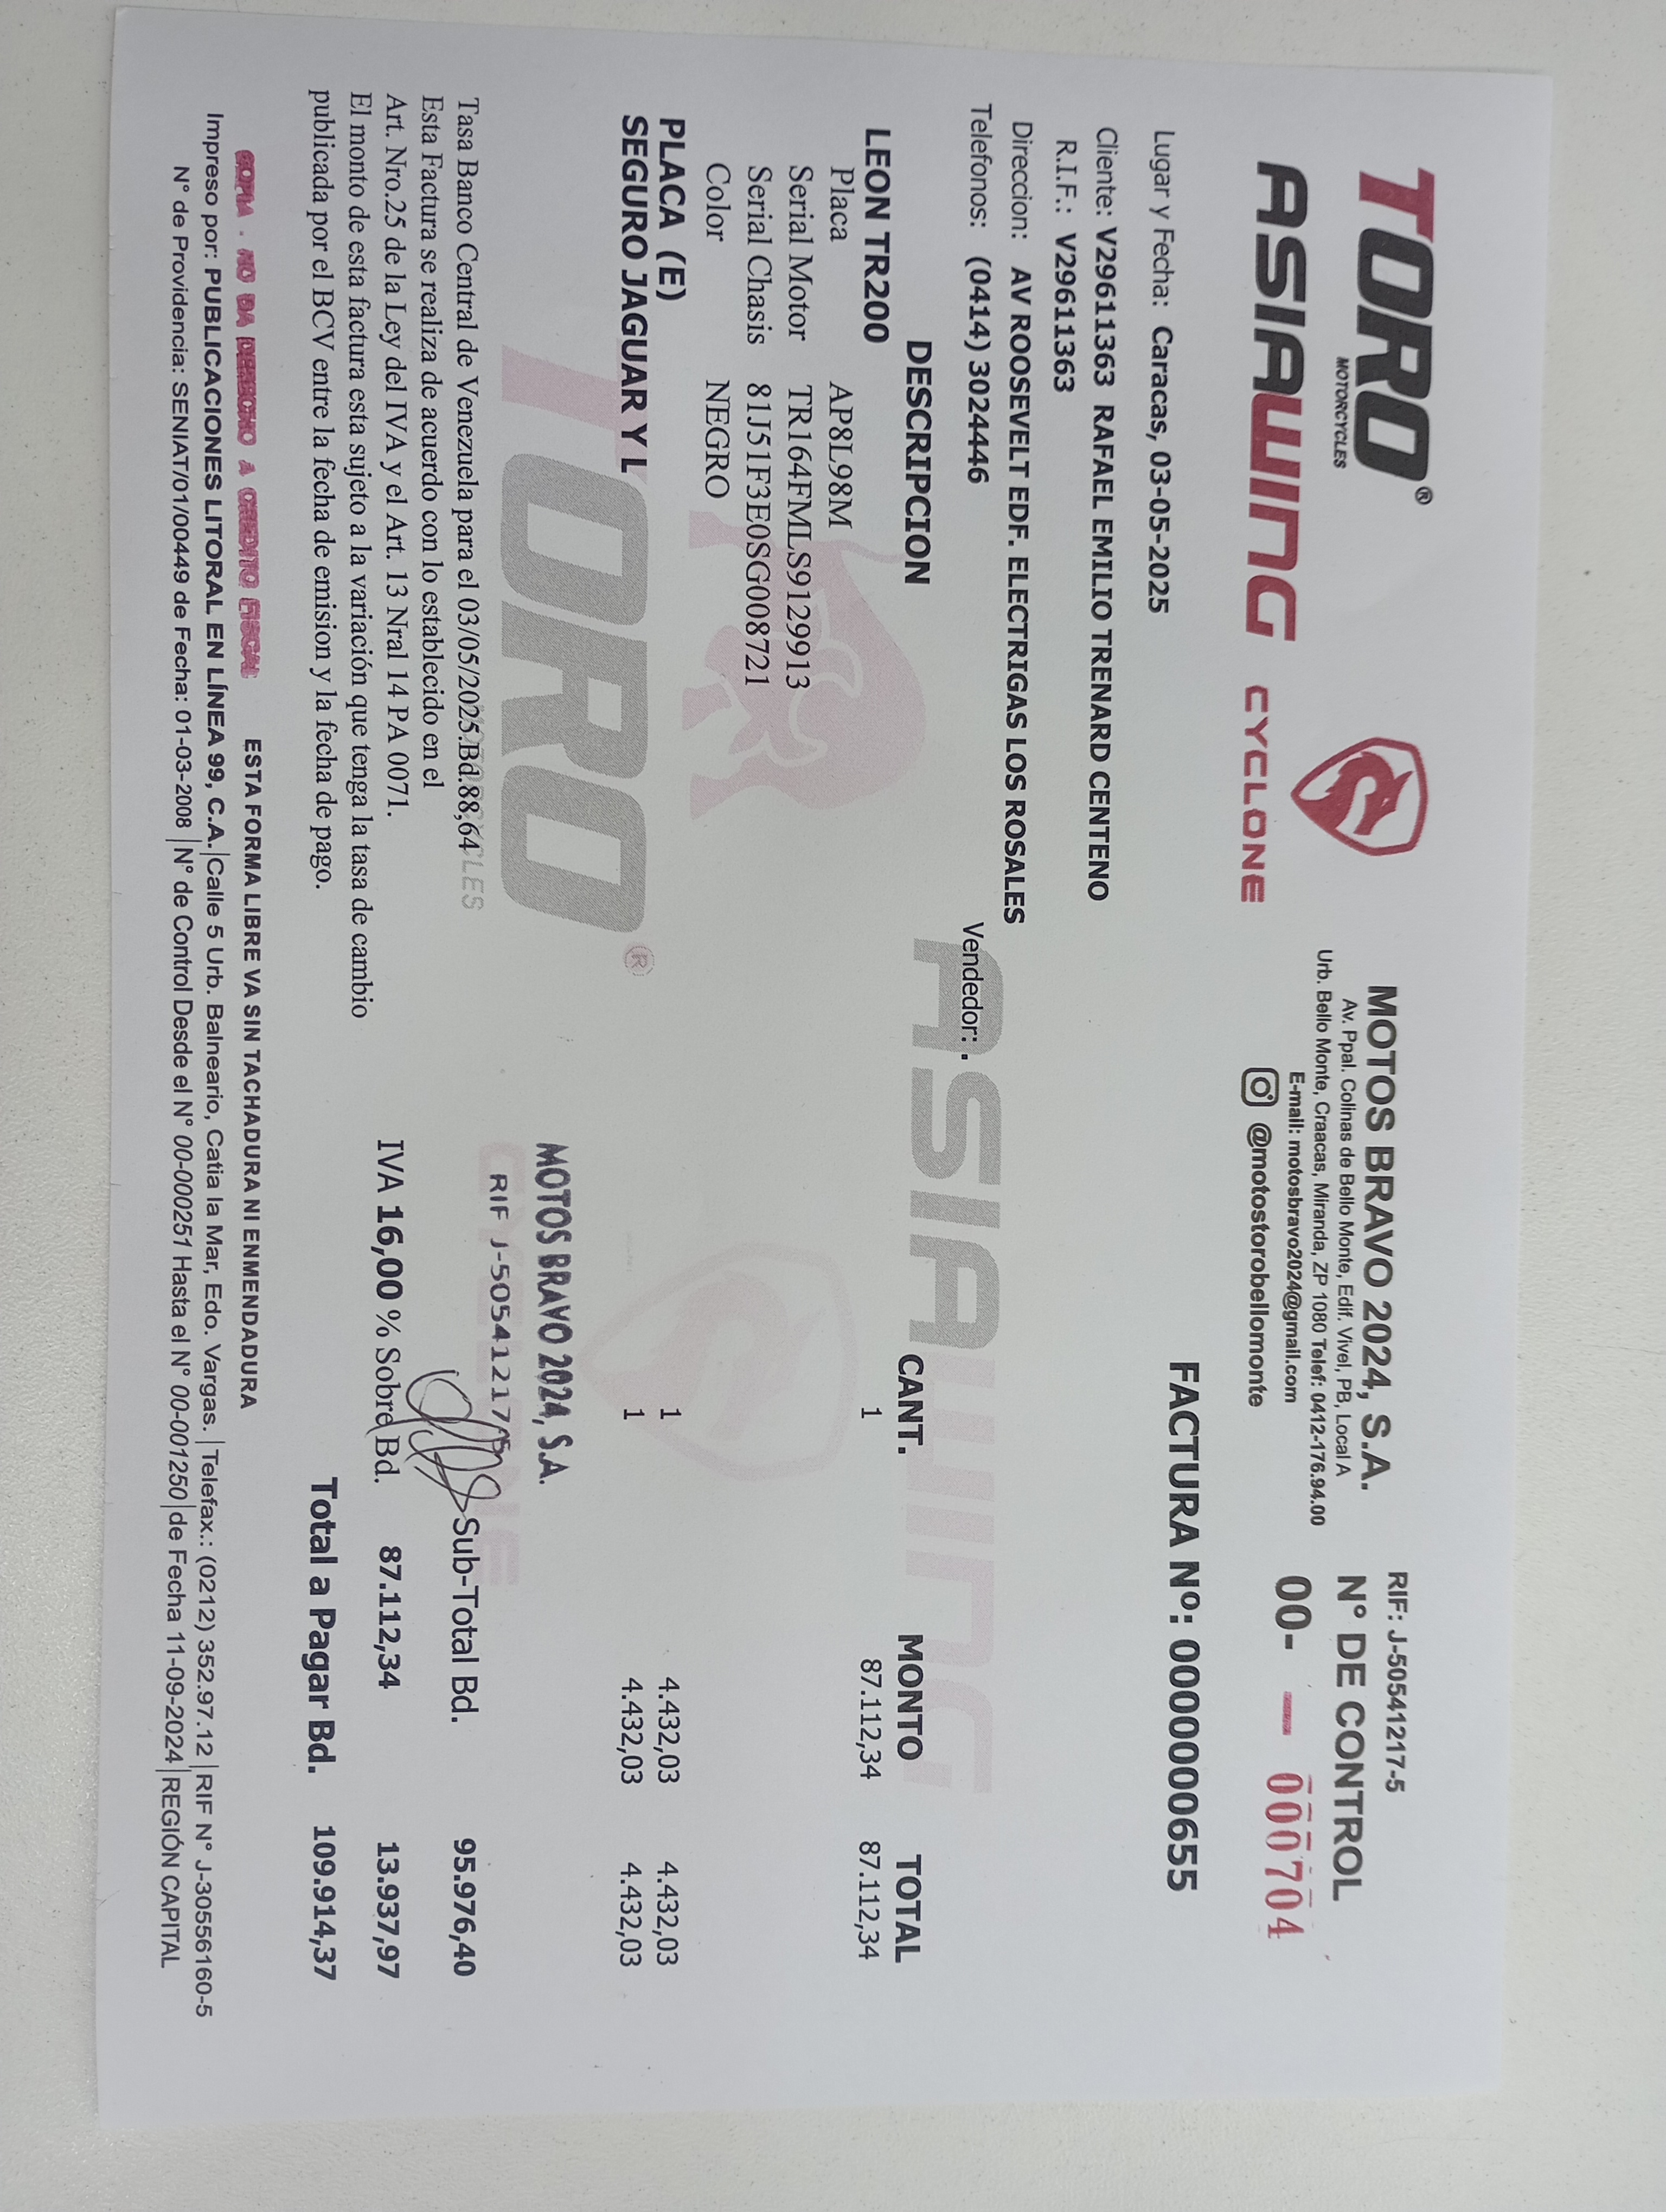 TORO®
MOTORCYCLES
ASIAWING CYCLONE
MOTOS BRAVO 2024, S.A.
Av. Ppal. Colinas de Bello Monte, Edif. Vivel, PB, Local A
Urb. Bello Monte, Craacas, Miranda, ZP 1080 Telef: 0412-176.94.00
E-mail: motosbravo2024@gmail.com
@motostorobellomonte
RIF: J-50541217-5
N° DE CONTROL
00- — 000704
FACTURA Nº: 0000000655
Lugar y Fecha: Caracas, 03-05-2025
Cliente: V29611363 RAFAEL EMILIO TRENARD CENTENO
R.I.F.: V29611363
Direccion: AV ROOSEVELT EDF. ELECTRIGAS LOS ROSALES
Telefonos: (0414) 3024446 Vendedor: .
DESCRIPCION CANT. MONTO TOTAL
LEON TR200 1 87.112,34 87.112,34
Placa AP8L98M
Serial Motor TR164FMLS9129913
Serial Chasis 81J51F3E0SG008721
Color NEGRO
PLACA (E) 1 4.432,03 4.432,03
SEGURO JAGUAR Y L 1 4.432,03 4.432,03
TORO®
MOTORCYCLES
ASIAWING
CYCLONE
MOTOS BRAVO 2024, S.A.
RIF J-505412175
Tasa Banco Central de Venezuela para el 03/05/2025.Bd.88,64
Esta Factura se realiza de acuerdo con lo establecido en el
Art. Nro.25 de la Ley del IVA y el Art. 13 Nral 14 PA 0071.
El monto de esta factura esta sujeto a la variación que tenga la tasa de cambio
publicada por el BCV entre la fecha de emision y la fecha de pago.
Sub-Total Bd. 95.976,40
IVA 16,00 % Sobre Bd. 87.112,34 13.937,97
Total a Pagar Bd. 109.914,37
COPIA - NO DA DERECHO A CREDITO FISCAL
ESTA FORMA LIBRE VA SIN TACHADURA NI ENMENDADURA
Impreso por: PUBLICACIONES LITORAL EN LÍNEA 99, C.A.|Calle 5 Urb. Balneario, Catia la Mar, Edo. Vargas.|Telefax.: (0212) 352.97.12|RIF N° J-30556160-5
N° de Providencia: SENIAT/01/00449 de Fecha: 01-03-2008|N° de Control Desde el N° 00-000251 Hasta el N° 00-001250|de Fecha 11-09-2024|REGIÓN CAPITAL